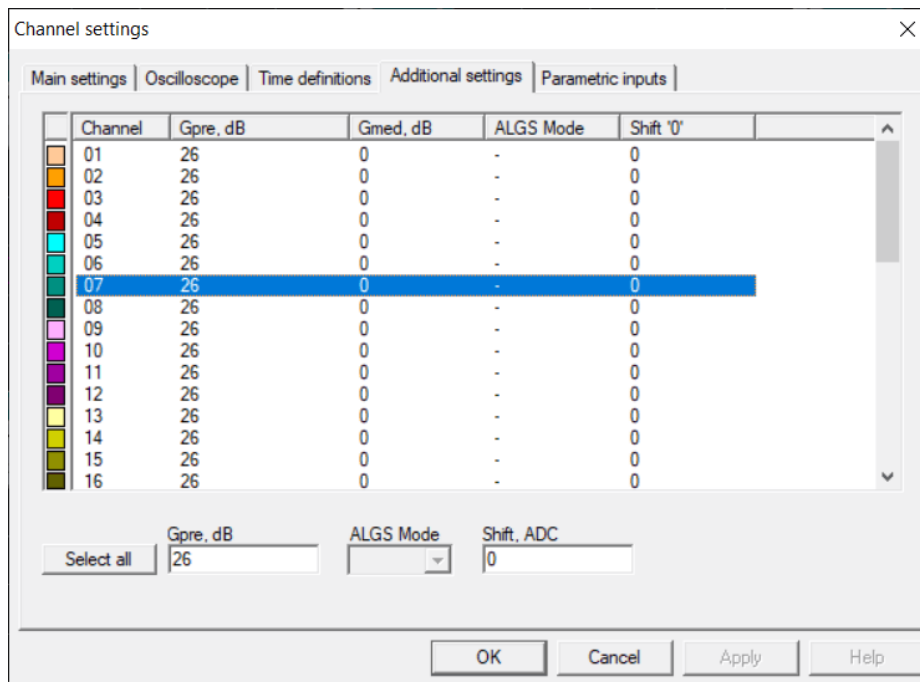 Channel settings
Main settings Oscilloscope Time definitions Additional settings Parametric inputs
Channel Gpre, dB Gmed, dB ALGS Mode Shift '0'
01 26 0 - 0
02 26 0 - 0
03 26 0 - 0
04 26 0 - 0
05 26 0 - 0
06 26 0 - 0
07 26 0 - 0
08 26 0 - 0
09 26 0 - 0
10 26 0 - 0
11 26 0 - 0
12 26 0 - 0
13 26 0 - 0
14 26 0 - 0
15 26 0 - 0
16 26 0 - 0
Gpre, dB ALGS Mode Shift, ADC
Select all 26 0
OK Cancel Apply Help